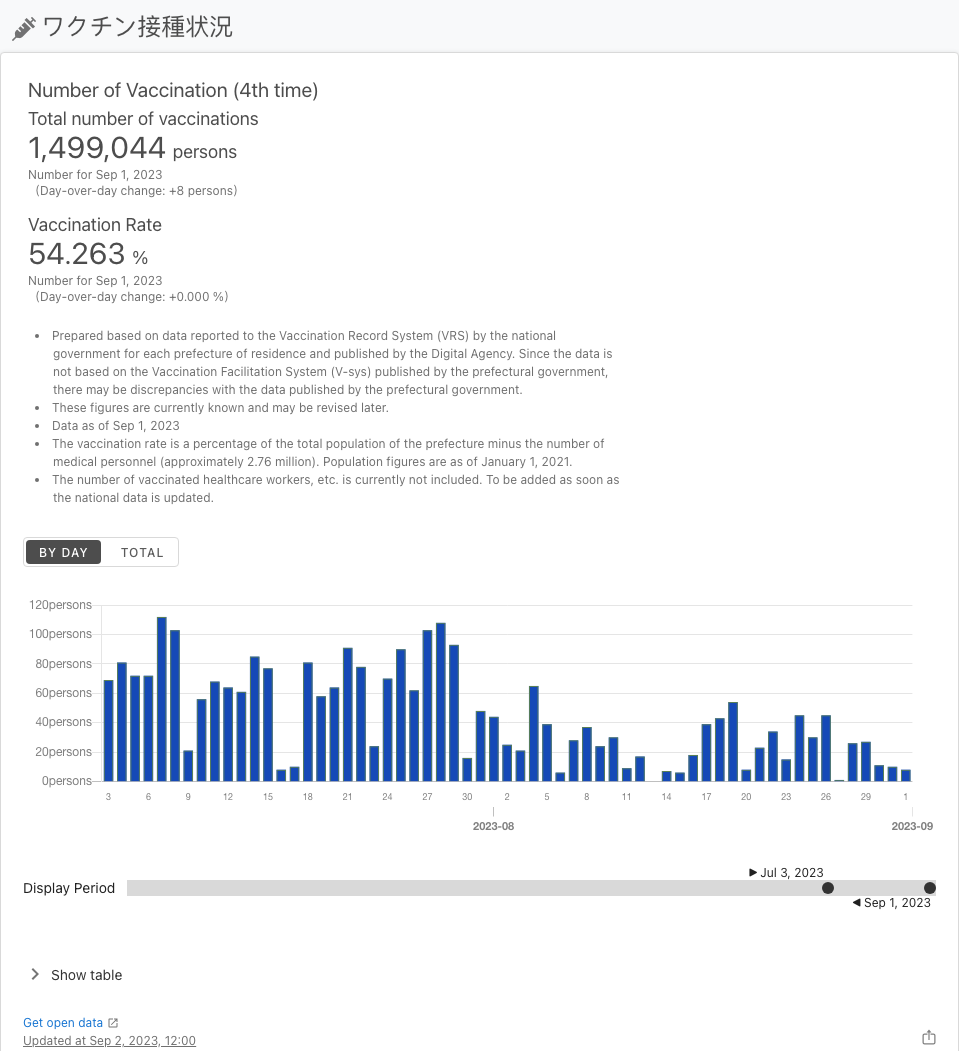 ワクチン接種状況
Number of Vaccination (4th time)
Total number of vaccinations
1,499,044 persons
Number for Sep 1, 2023
(Day-over-day change: +8 persons)
Vaccination Rate
54.263 %
Number for Sep 1, 2023
(Day-over-day change: +0.000 %)
• Prepared based on data reported to the Vaccination Record System (VRS) by the national
government for each prefecture of residence and published by the Digital Agency. Since the data is
not based on the Vaccination Facilitation System (V-sys) published by the prefectural government,
there may be discrepancies with the data published by the prefectural government.
• These figures are currently known and may be revised later.
• Data as of Sep 1, 2023
• The vaccination rate is a percentage of the total population of the prefecture minus the number of
medical personnel (approximately 2.76 million). Population figures are as of January 1, 2021.
• The number of vaccinated healthcare workers, etc. is currently not included. To be added as soon as
the national data is updated.
BY DAY TOTAL
120persons
100persons
80persons
60persons
40persons
20persons
0persons
3 6 9 12 15 18 21 24 27 30 2 5 8 11 14 17 20 23 26 29 1
2023-08 2023-09
Jul 3, 2023
Display Period
Sep 1, 2023
Show table
Get open data
Updated at Sep 2, 2023, 12:00